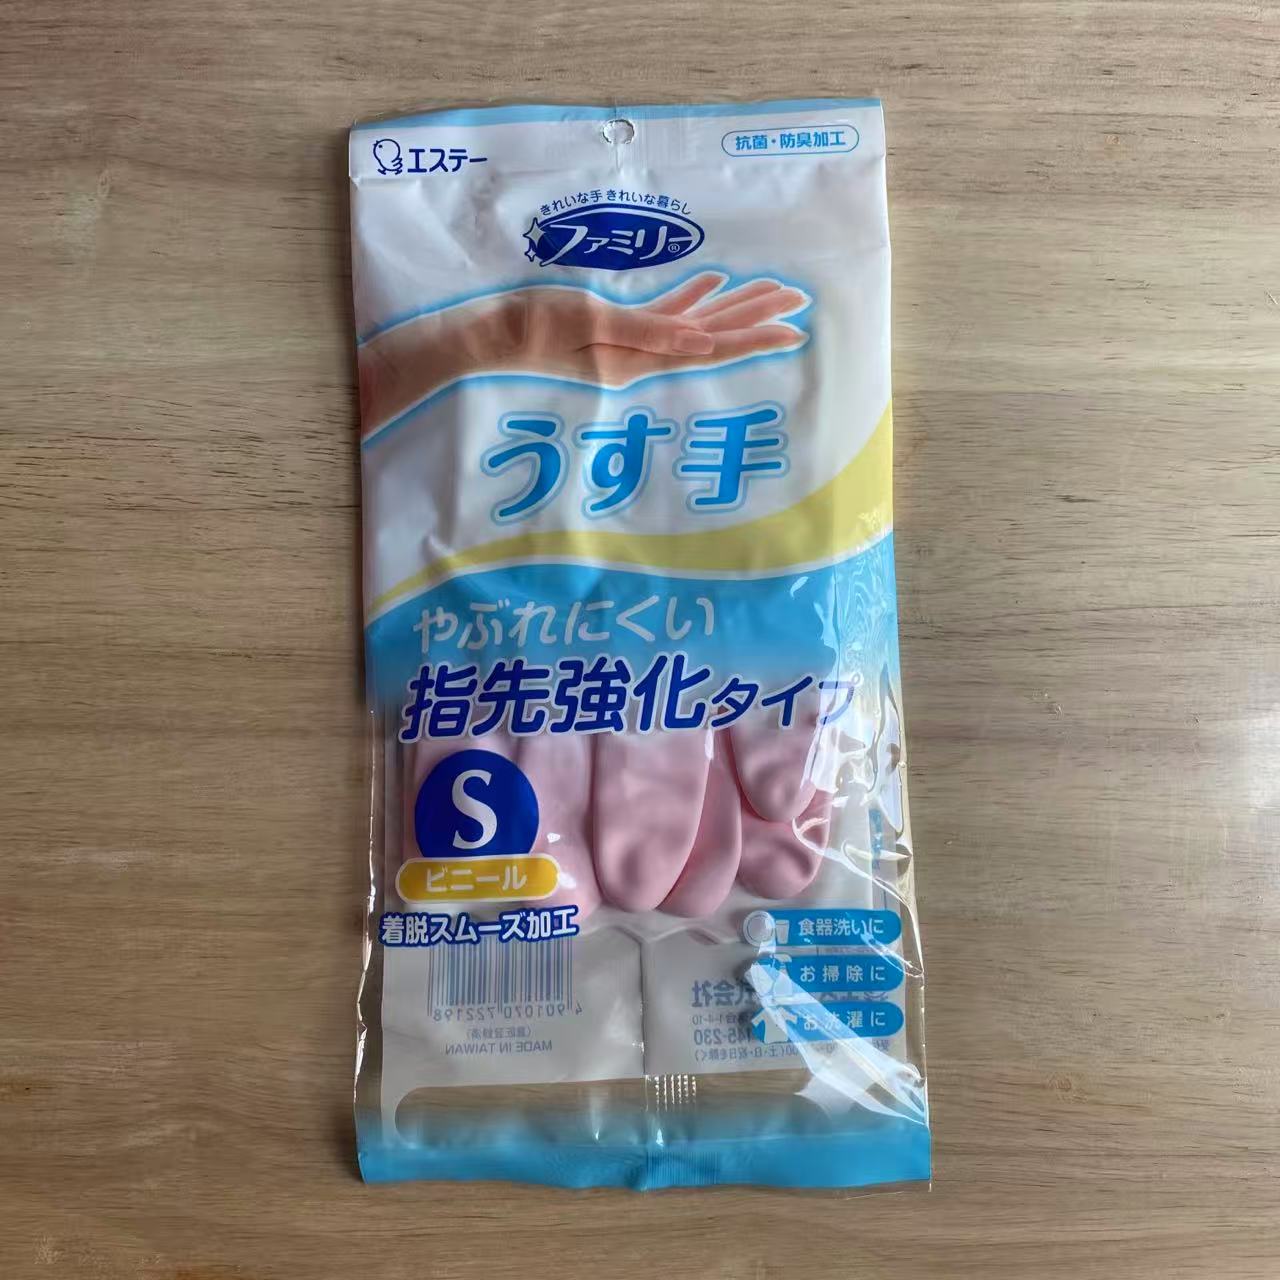 エステー
抗菌・防臭加工
きれいな手 きれいな暮らし
ファミリー®
うす手
やぶれにくい
指先強化タイプ
S
ビニール
着脱スムーズ加工
食器洗いに
お掃除に
お洗濯に
4 901070 722198
MADE IN TAIWAN